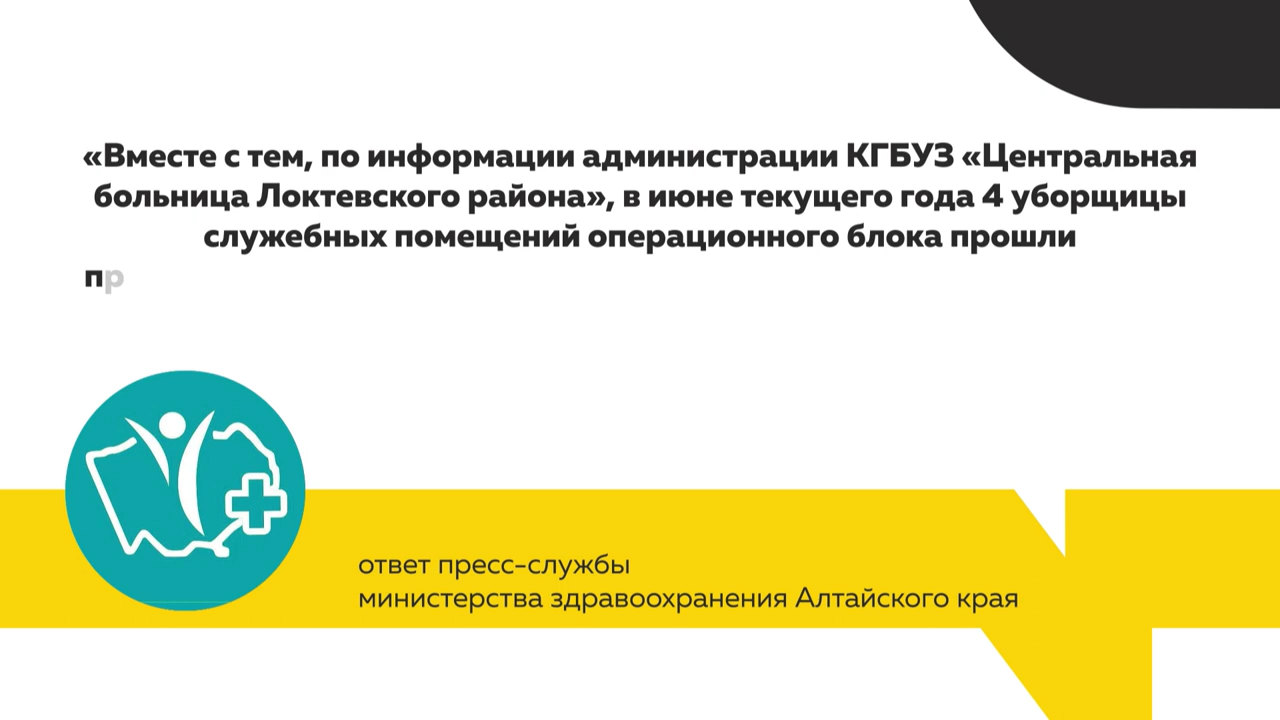 «Вместе с тем, по информации администрации КГБУЗ «Центральная
больница Локтевского района», в июне текущего года 4 уборщицы
служебных помещений операционного блока прошли
пр
ответ пресс-службы
министерства здравоохранения Алтайского края